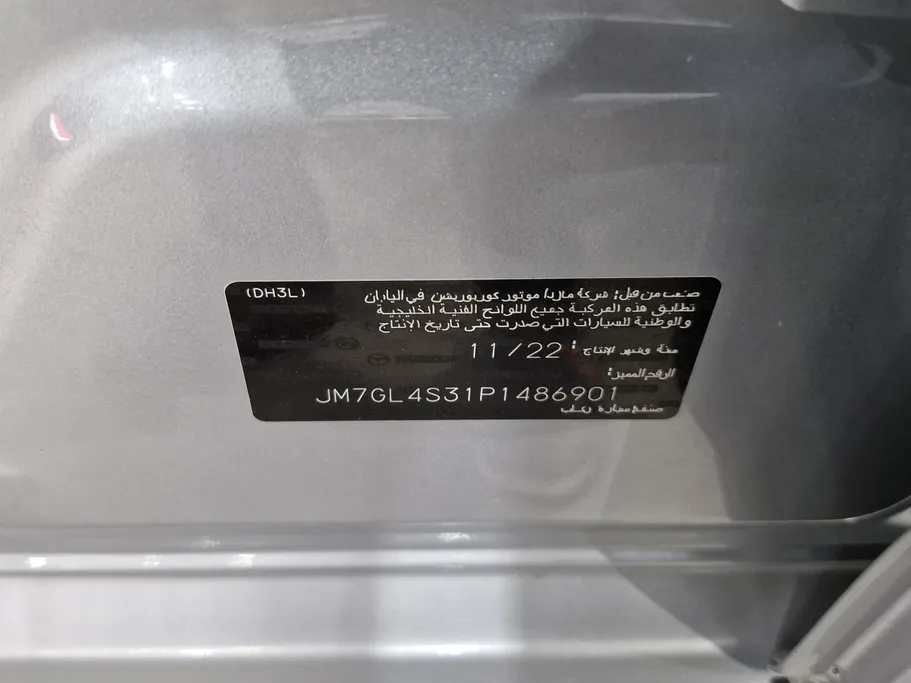 (DH3L)
صنعت من قبل: شركة مازدا موتور كوربوريشن في اليابان
تطابق هذه المركبة جميع اللوائح الفنية الخليجية
والوطنية للسيارات التي صدرت حتى تاريخ الإنتاج
سنة وشهر الإنتاج : 11/22
الرقم المميز:
JM7GL4S31P1486901
صنف: سيارة ركاب